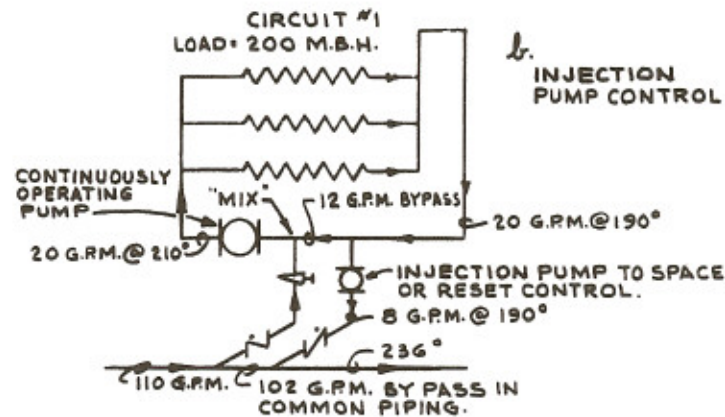 CIRCUIT #1
LOAD= 200 M.B.H.
b.
INJECTION
PUMP CONTROL
CONTINUOUSLY
OPERATING
PUMP
"MIX"
12 G.P.M. BYPASS
20 G.P.M. @ 190°
20 G.P.M. @ 210°
INJECTION PUMP TO SPACE
OR RESET CONTROL.
8 G.P.M. @ 190°
236°
110 G.P.M.
102 G.P.M. BY PASS IN
COMMON PIPING.